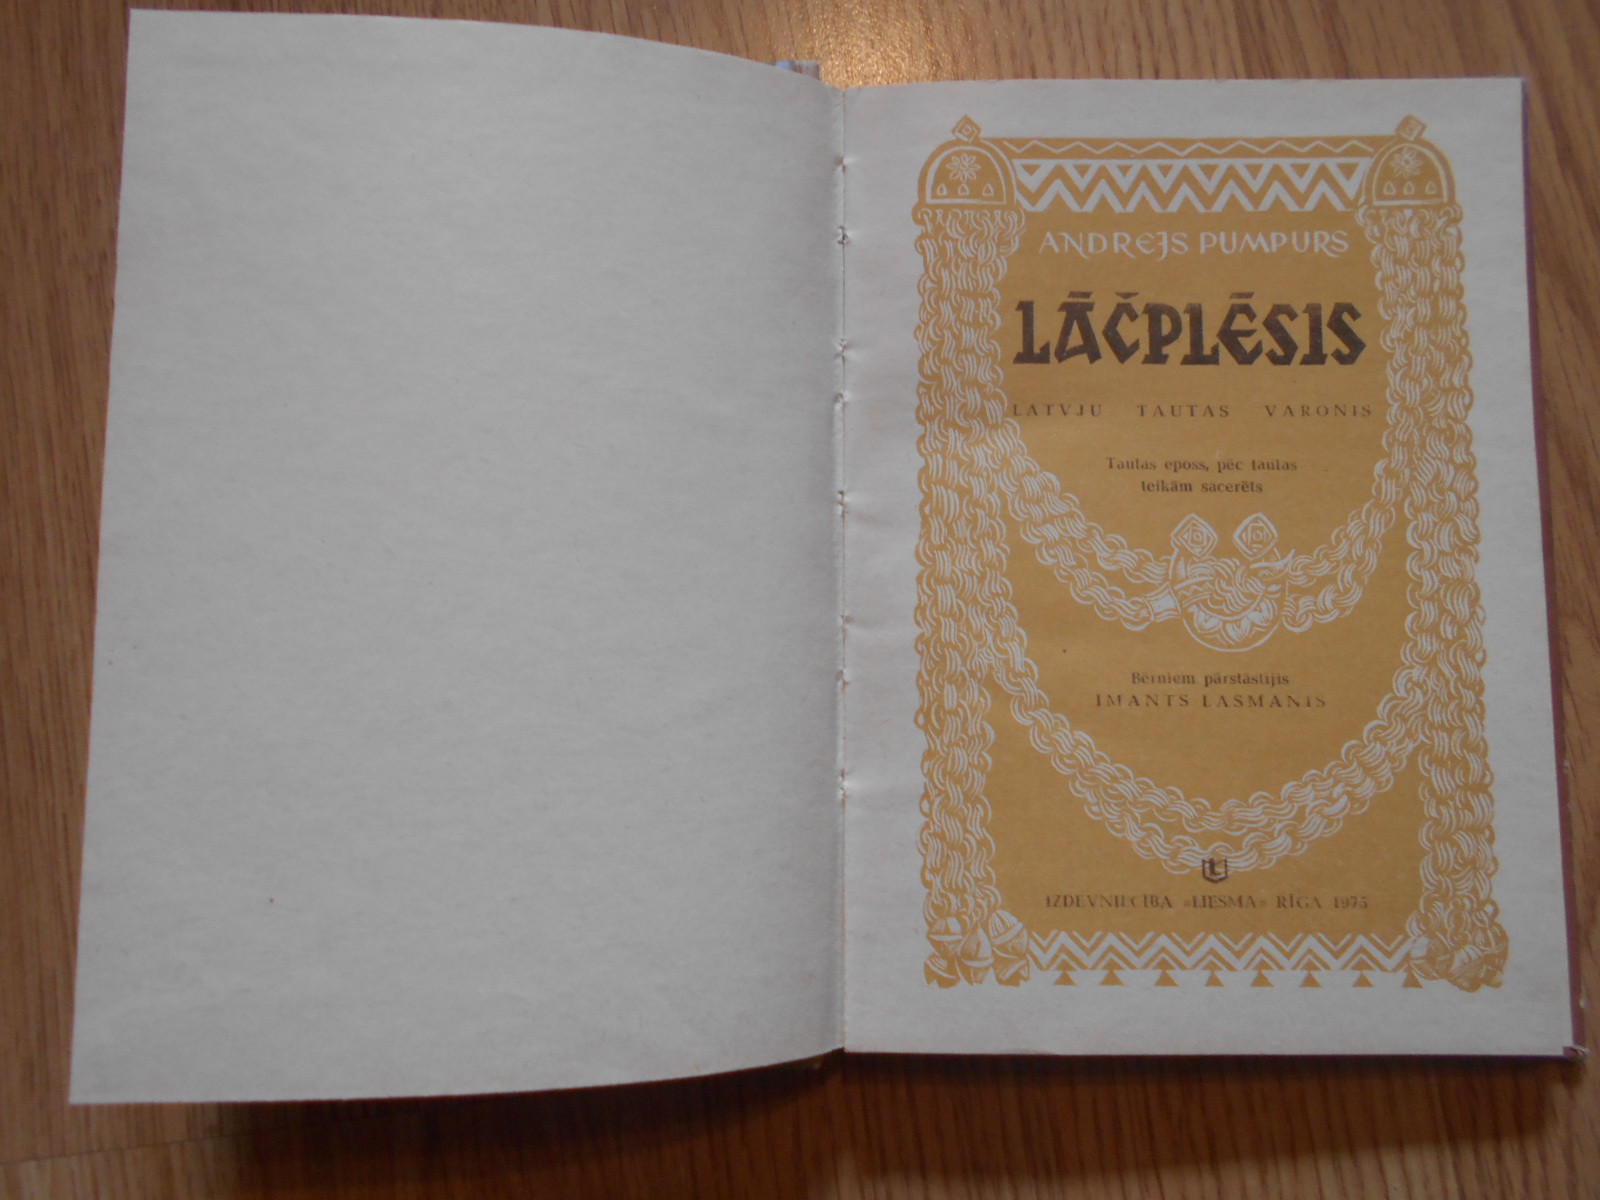 ANDREJS PUMPURS
LĀČPLĒSIS
LATVJU TAUTAS VARONIS
Tautas eposs, pēc tautas
teikām sacerēts
Bērniem pārstāstījis
IMANTS LASMANIS
L
IZDEVNIECĪBA «LIESMA» RĪGA 1975